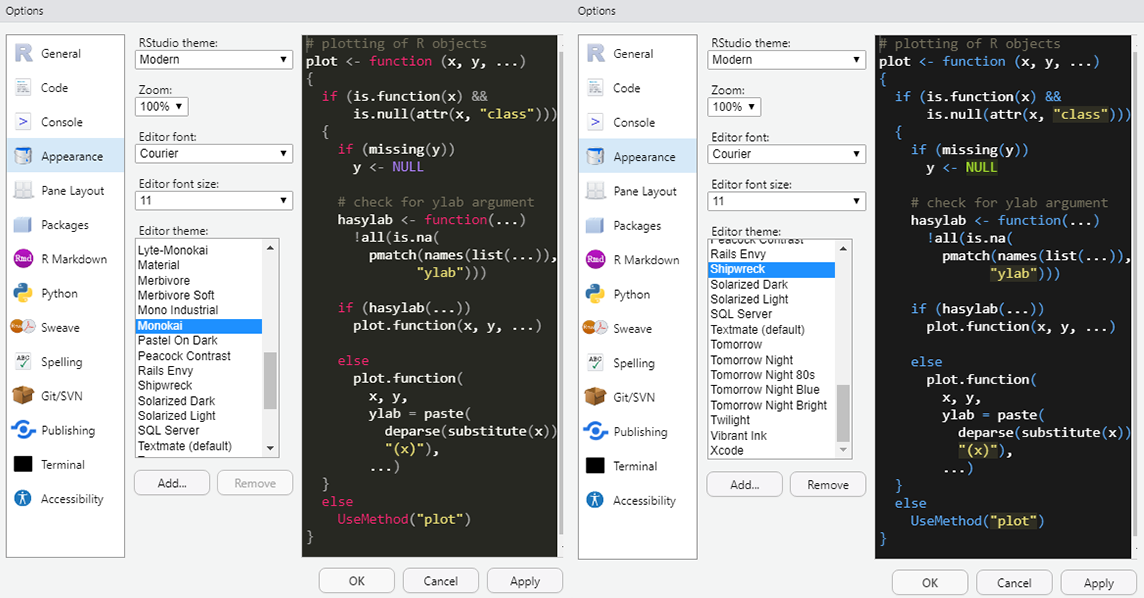 Options
General
Code
Console
Appearance
Pane Layout
Packages
Rmd R Markdown
Python
Sweave
ABC Spelling
Git/SVN
Publishing
Terminal
Accessibility
RStudio theme:
Modern
Zoom:
100%
Editor font:
Courier
Editor font size:
11
Editor theme:
Lyte-Monokai
Material
Merbivore
Merbivore Soft
Mono Industrial
Monokai
Pastel On Dark
Peacock Contrast
Rails Envy
Shipwreck
Solarized Dark
Solarized Light
SQL Server
Textmate (default)
Add...
Remove
# plotting of R objects
plot <- function (x, y, ...)
{
  if (is.function(x) &&
      is.null(attr(x, "class")))
  {
    if (missing(y))
      y <- NULL
    # check for ylab argument
    hasylab <- function(...)
      !all(is.na(
        pmatch(names(list(...)),
              "ylab")))
    if (hasylab(...))
      plot.function(x, y, ...)
    else
      plot.function(
        x, y,
        ylab = paste(
          deparse(substitute(x))
          "(x)"),
        ...)
  }
  else
    UseMethod("plot")
}
OK
Cancel
Apply
Options
General
Code
Console
Appearance
Pane Layout
Packages
Rmd R Markdown
Python
Sweave
ABC Spelling
Git/SVN
Publishing
Terminal
Accessibility
RStudio theme:
Modern
Zoom:
100%
Editor font:
Courier
Editor font size:
11
Editor theme:
Peacock Contrast
Rails Envy
Shipwreck
Solarized Dark
Solarized Light
SQL Server
Textmate (default)
Tomorrow
Tomorrow Night
Tomorrow Night 80s
Tomorrow Night Blue
Tomorrow Night Bright
Twilight
Vibrant Ink
Xcode
Add...
Remove
# plotting of R objects
plot <- function (x, y, ...)
{
  if (is.function(x) &&
      is.null(attr(x, "class")))
  {
    if (missing(y))
      y <- NULL
    # check for ylab argument
    hasylab <- function(...)
      !all(is.na(
        pmatch(names(list(...)),
              "ylab")))
    if (hasylab(...))
      plot.function(x, y, ...)
    else
      plot.function(
        x, y,
        ylab = paste(
          deparse(substitute(x))
          "(x)"),
        ...)
  }
  else
    UseMethod("plot")
}
OK
Cancel
Apply